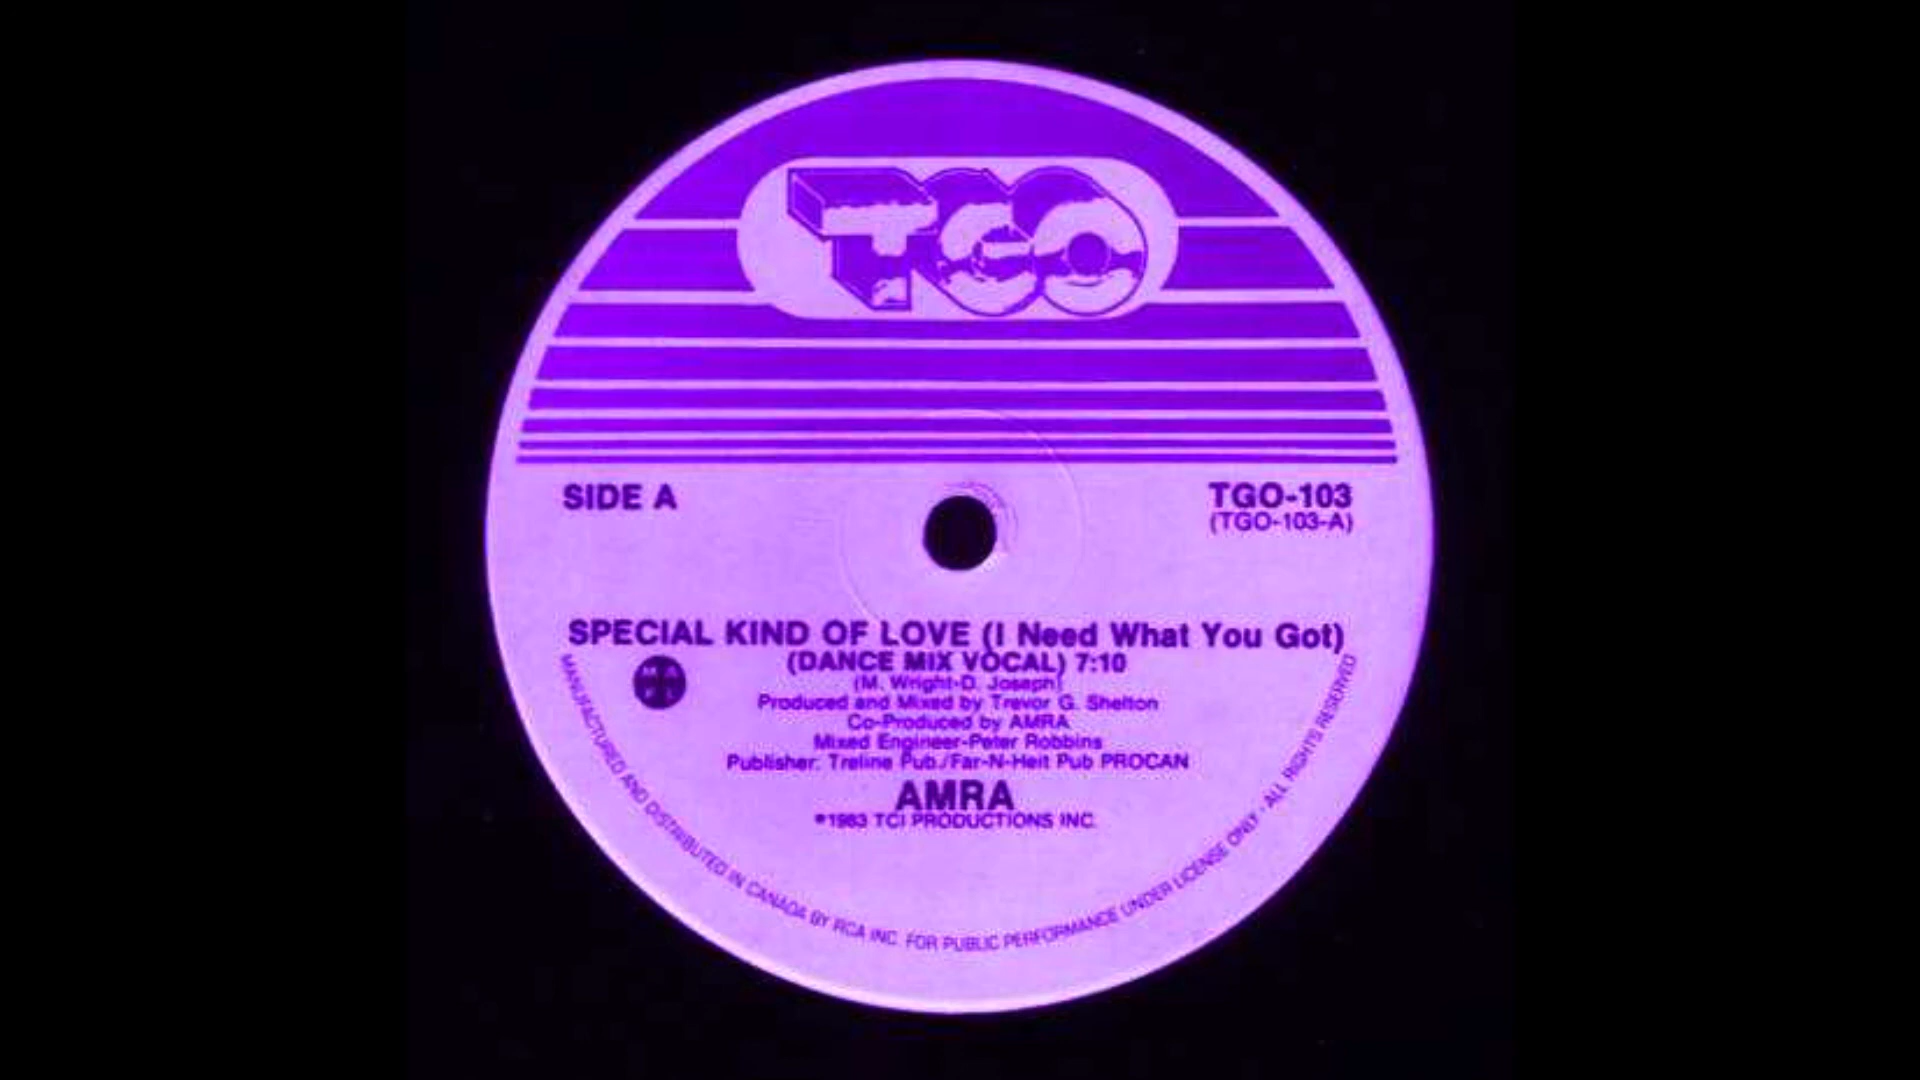 TGO
SIDE A
TGO-103
(TGO-103-A)
SPECIAL KIND OF LOVE (I Need What You Got)
(DANCE MIX VOCAL) 7:10
(M. Wright-D. Joseph)
Produced and Mixed by Trevor G. Shelton
Co-Produced by AMRA
Mixed Engineer-Peter Robbins
Publisher: Treline Pub./Far-N-Heit Pub PROCAN
AMRA
℗1983 TCI PRODUCTIONS INC.
MAPL
MANUFACTURED AND DISTRIBUTED IN CANADA BY RCA INC. FOR PUBLIC PERFORMANCE UNDER LICENSE ONLY - ALL RIGHTS RESERVED